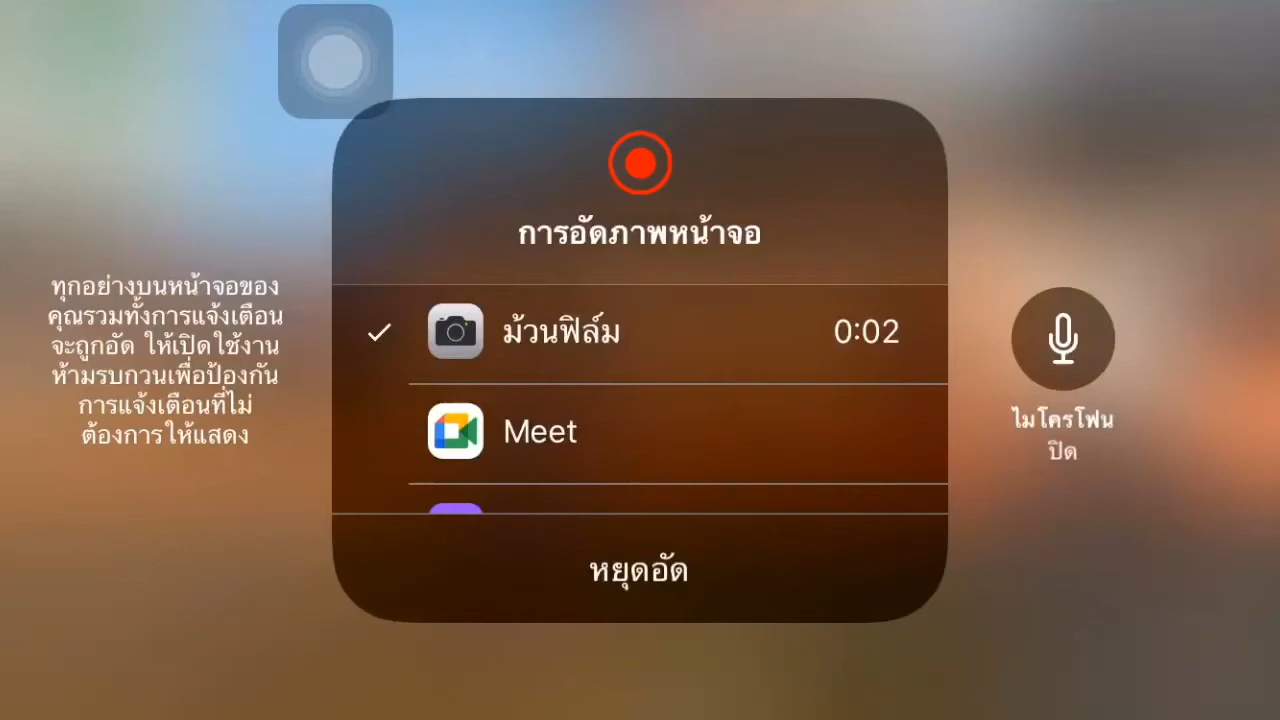 การอัดภาพหน้าจอ
ทุกอย่างบนหน้าจอของ
คุณรวมทั้งการแจ้งเตือน
จะถูกอัด ให้เปิดใช้งาน
ห้ามรบกวนเพื่อป้องกัน
การแจ้งเตือนที่ไม่
ต้องการให้แสดง
ม้วนฟิล์ม 0:02
Meet
หยุดอัด
ไมโครโฟน
ปิด